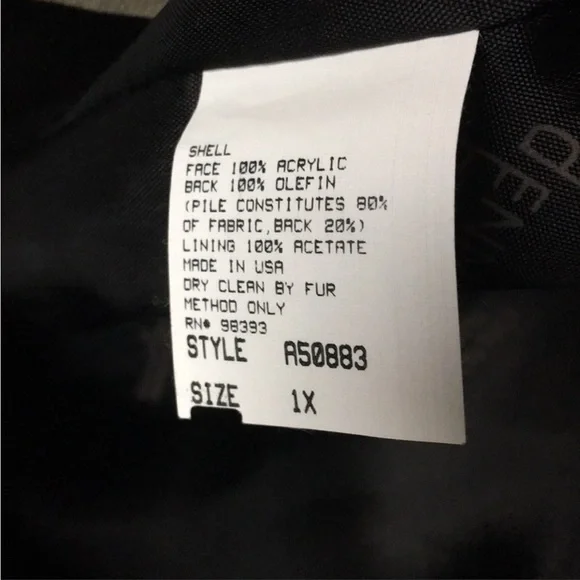 SHELL
FACE 100% ACRYLIC
BACK 100% OLEFIN
(PILE CONSTITUTES 80%
OF FABRIC,BACK 20%)
LINING 100% ACETATE
MADE IN USA
DRY CLEAN BY FUR
METHOD ONLY
RN# 98393
STYLE A50883
SIZE 1X